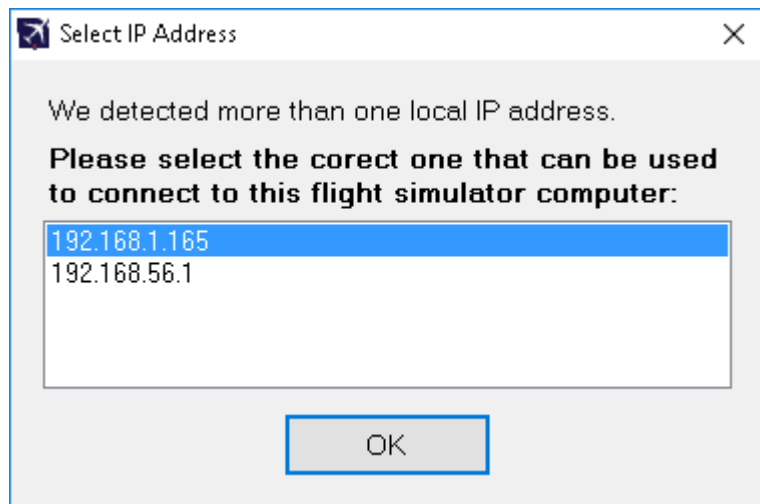 Select IP Address
We detected more than one local IP address.
Please select the corect one that can be used
to connect to this flight simulator computer:
192.168.1.165
192.168.56.1
OK